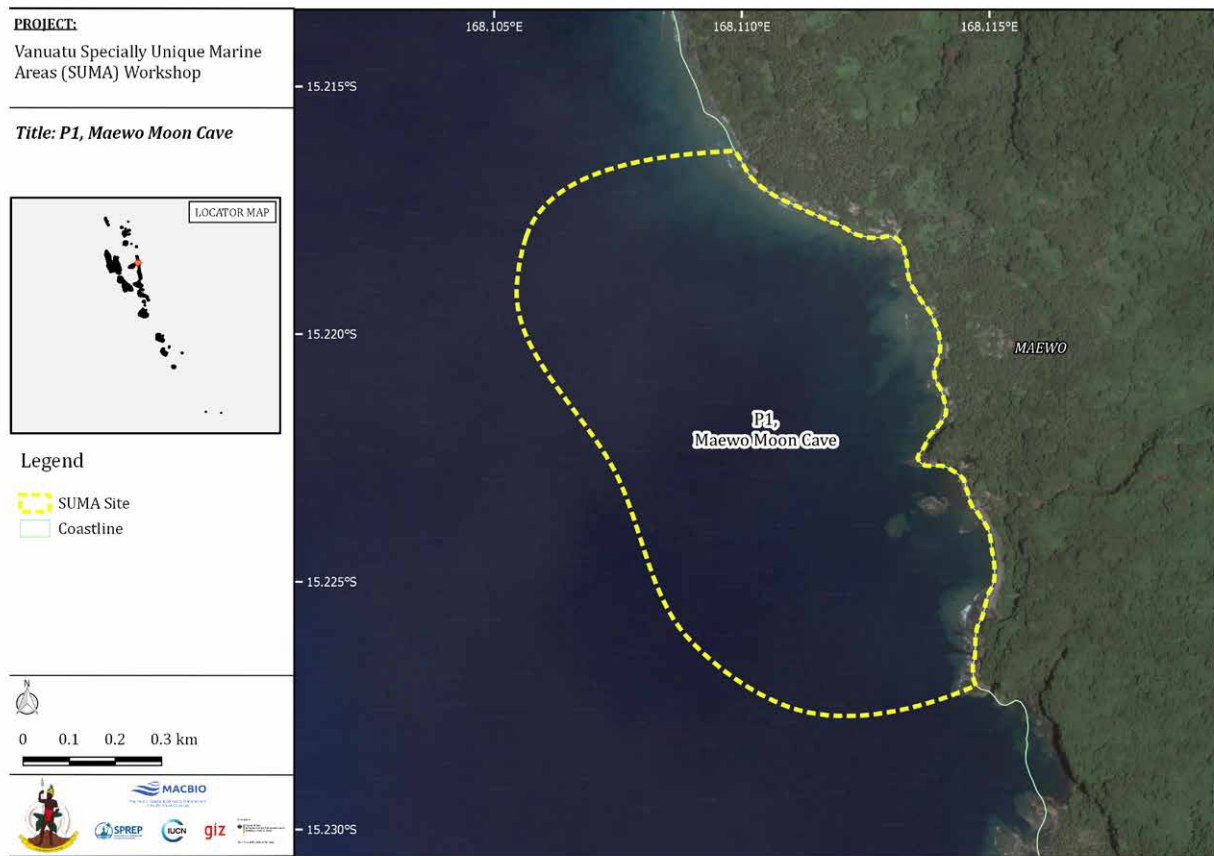 PROJECT:
Vanuatu Specially Unique Marine
Areas (SUMA) Workshop
Title: P1, Maewo Moon Cave
LOCATOR MAP
Legend
SUMA Site
Coastline
N
0 0.1 0.2 0.3 km
MACBIO
SPREP
IUCN
giz
168.105°E
168.110°E
168.115°E
15.215°S
15.220°S
15.225°S
15.230°S
MAEWO
P1,
Maewo Moon Cave